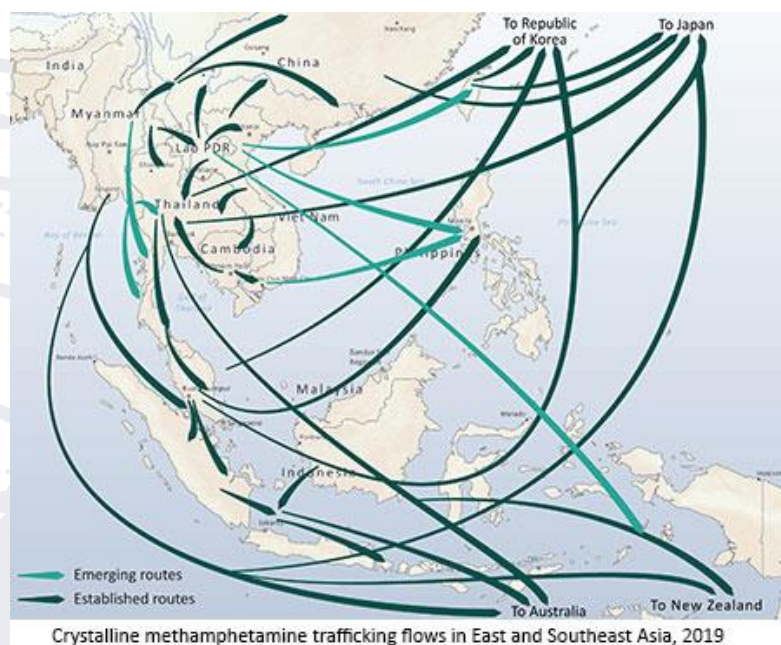 To Republic
of Korea
To Japan
India
China
Myanmar
Lao PDR
South China Sea
Thailand
Viet Nam
Cambodia
Manila
Philippines
Malaysia
Indonesia
Jakarta
Emerging routes
Established routes
To Australia
To New Zealand
Crystalline methamphetamine trafficking flows in East and Southeast Asia, 2019